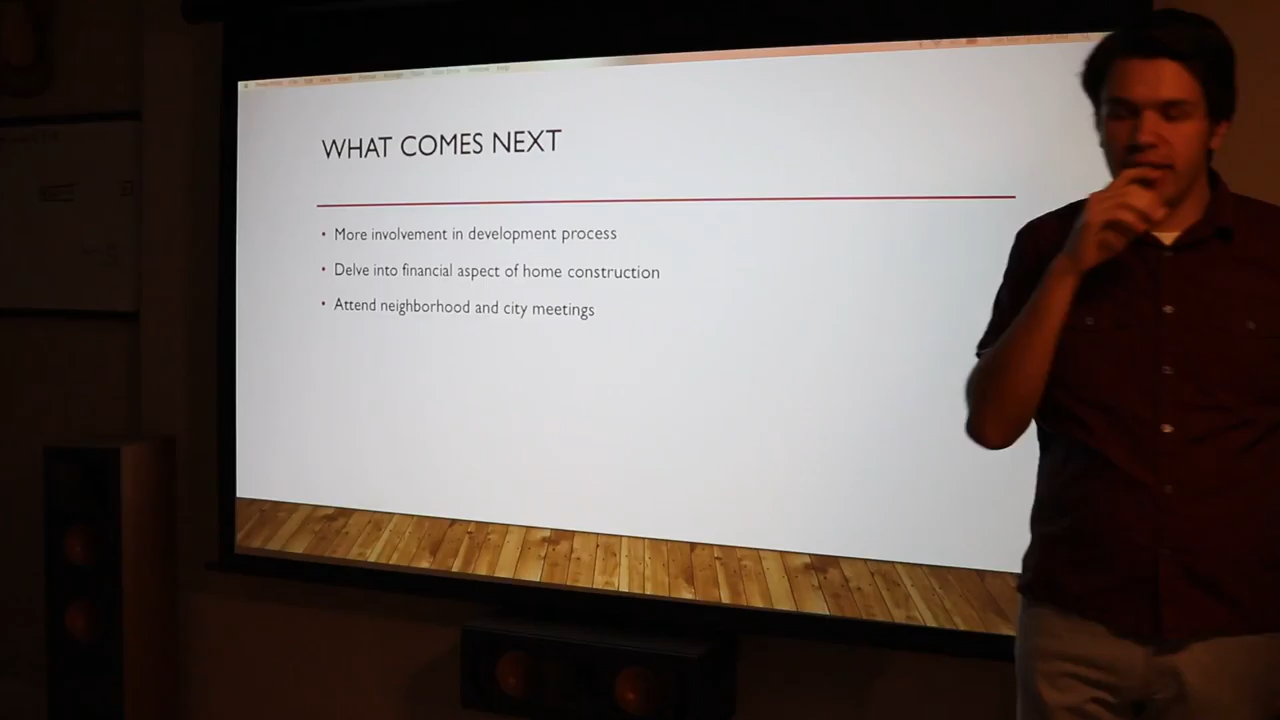 WHAT COMES NEXT
• More involvement in development process
• Delve into financial aspect of home construction
• Attend neighborhood and city meetings